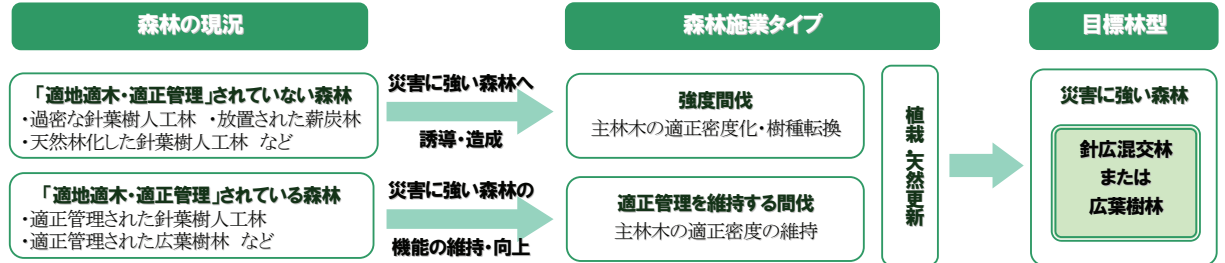 森林の現況
森林施業タイプ
目標林型
「適地適木・適正管理」されていない森林
・過密な針葉樹人工林 ・放置された薪炭林
・天然林化した針葉樹人工林 など
災害に強い森林へ
誘導・造成
強度間伐
主林木の適正密度化・樹種転換
「適地適木・適正管理」されている森林
・適正管理された針葉樹人工林
・適正管理された広葉樹林 など
災害に強い森林の
機能の維持・向上
適正管理を維持する間伐
主林木の適正密度の維持
植栽・天然更新
災害に強い森林
針広混交林
または
広葉樹林